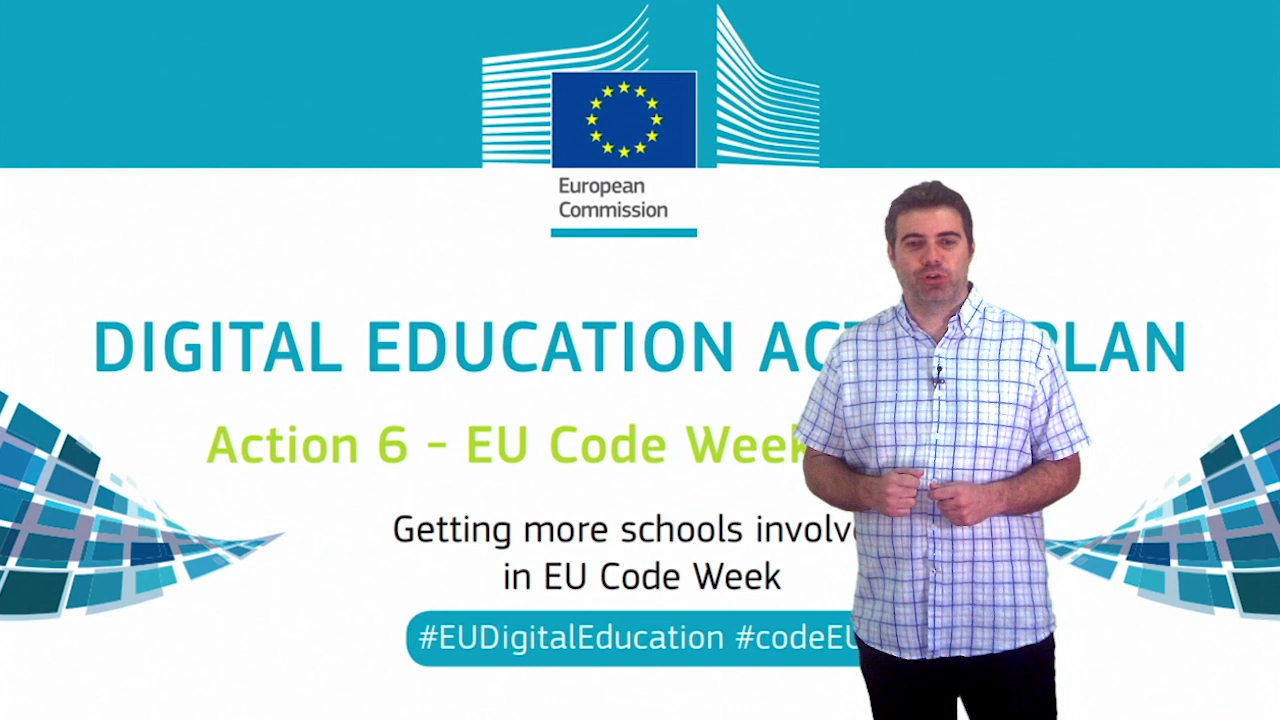 European
Commission
DIGITAL EDUCATION AC PLAN
Action 6 - EU Code Week
Getting more schools involv
in EU Code Week
#EUDigitalEducation #codeEU